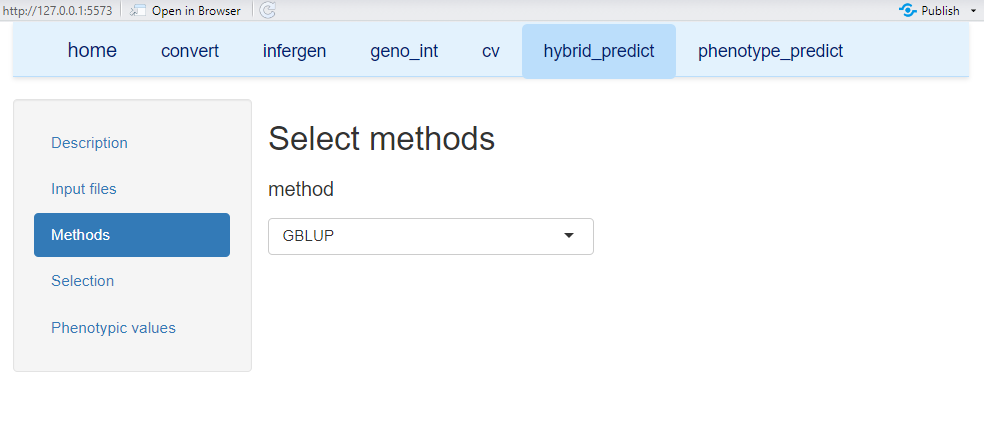 http://127.0.0.1:5573 Open in Browser Publish
home convert infergen geno_int cv hybrid_predict phenotype_predict
Description
Input files
Methods
Selection
Phenotypic values
Select methods
method
GBLUP